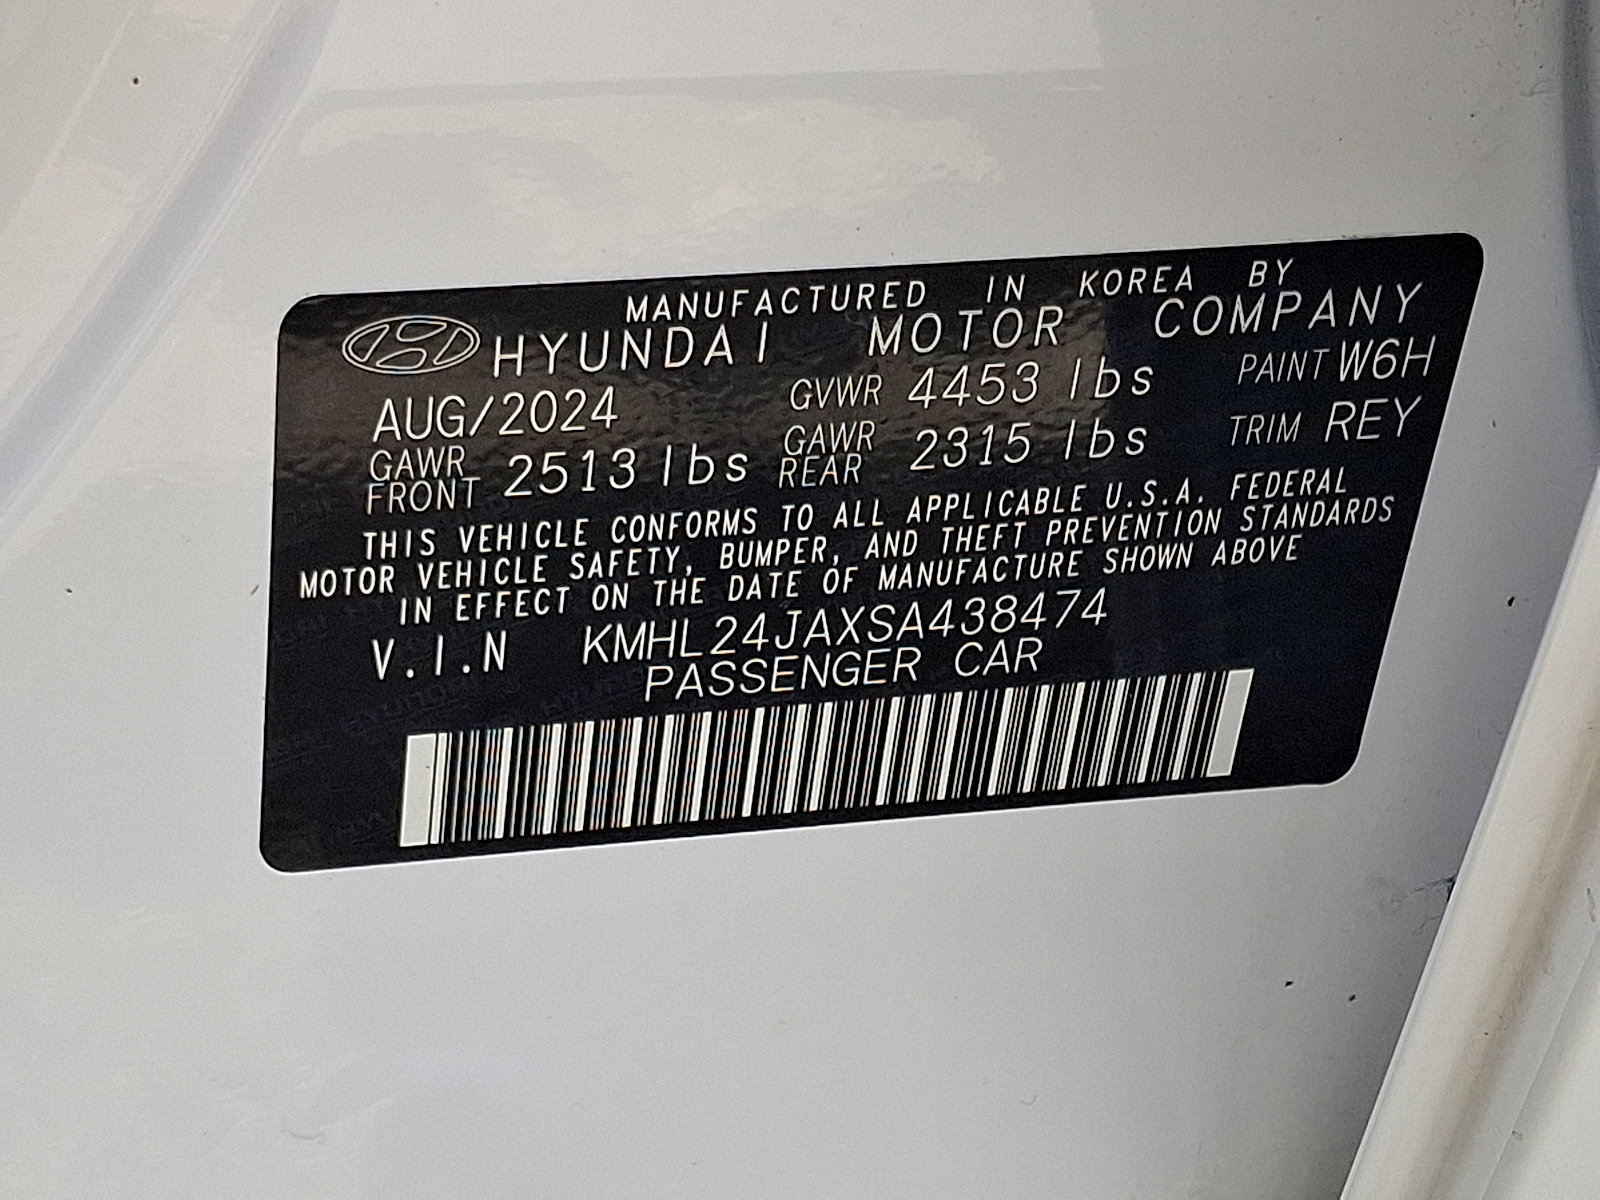 MANUFACTURED IN KOREA BY
HYUNDAI MOTOR COMPANY
AUG/2024 GVWR 4453 lbs PAINT W6H
GAWR FRONT 2513 lbs GAWR REAR 2315 lbs TRIM REY
THIS VEHICLE CONFORMS TO ALL APPLICABLE U.S.A. FEDERAL
MOTOR VEHICLE SAFETY, BUMPER, AND THEFT PREVENTION STANDARDS
IN EFFECT ON THE DATE OF MANUFACTURE SHOWN ABOVE
V.I.N KMHL24JAXSA438474
PASSENGER CAR